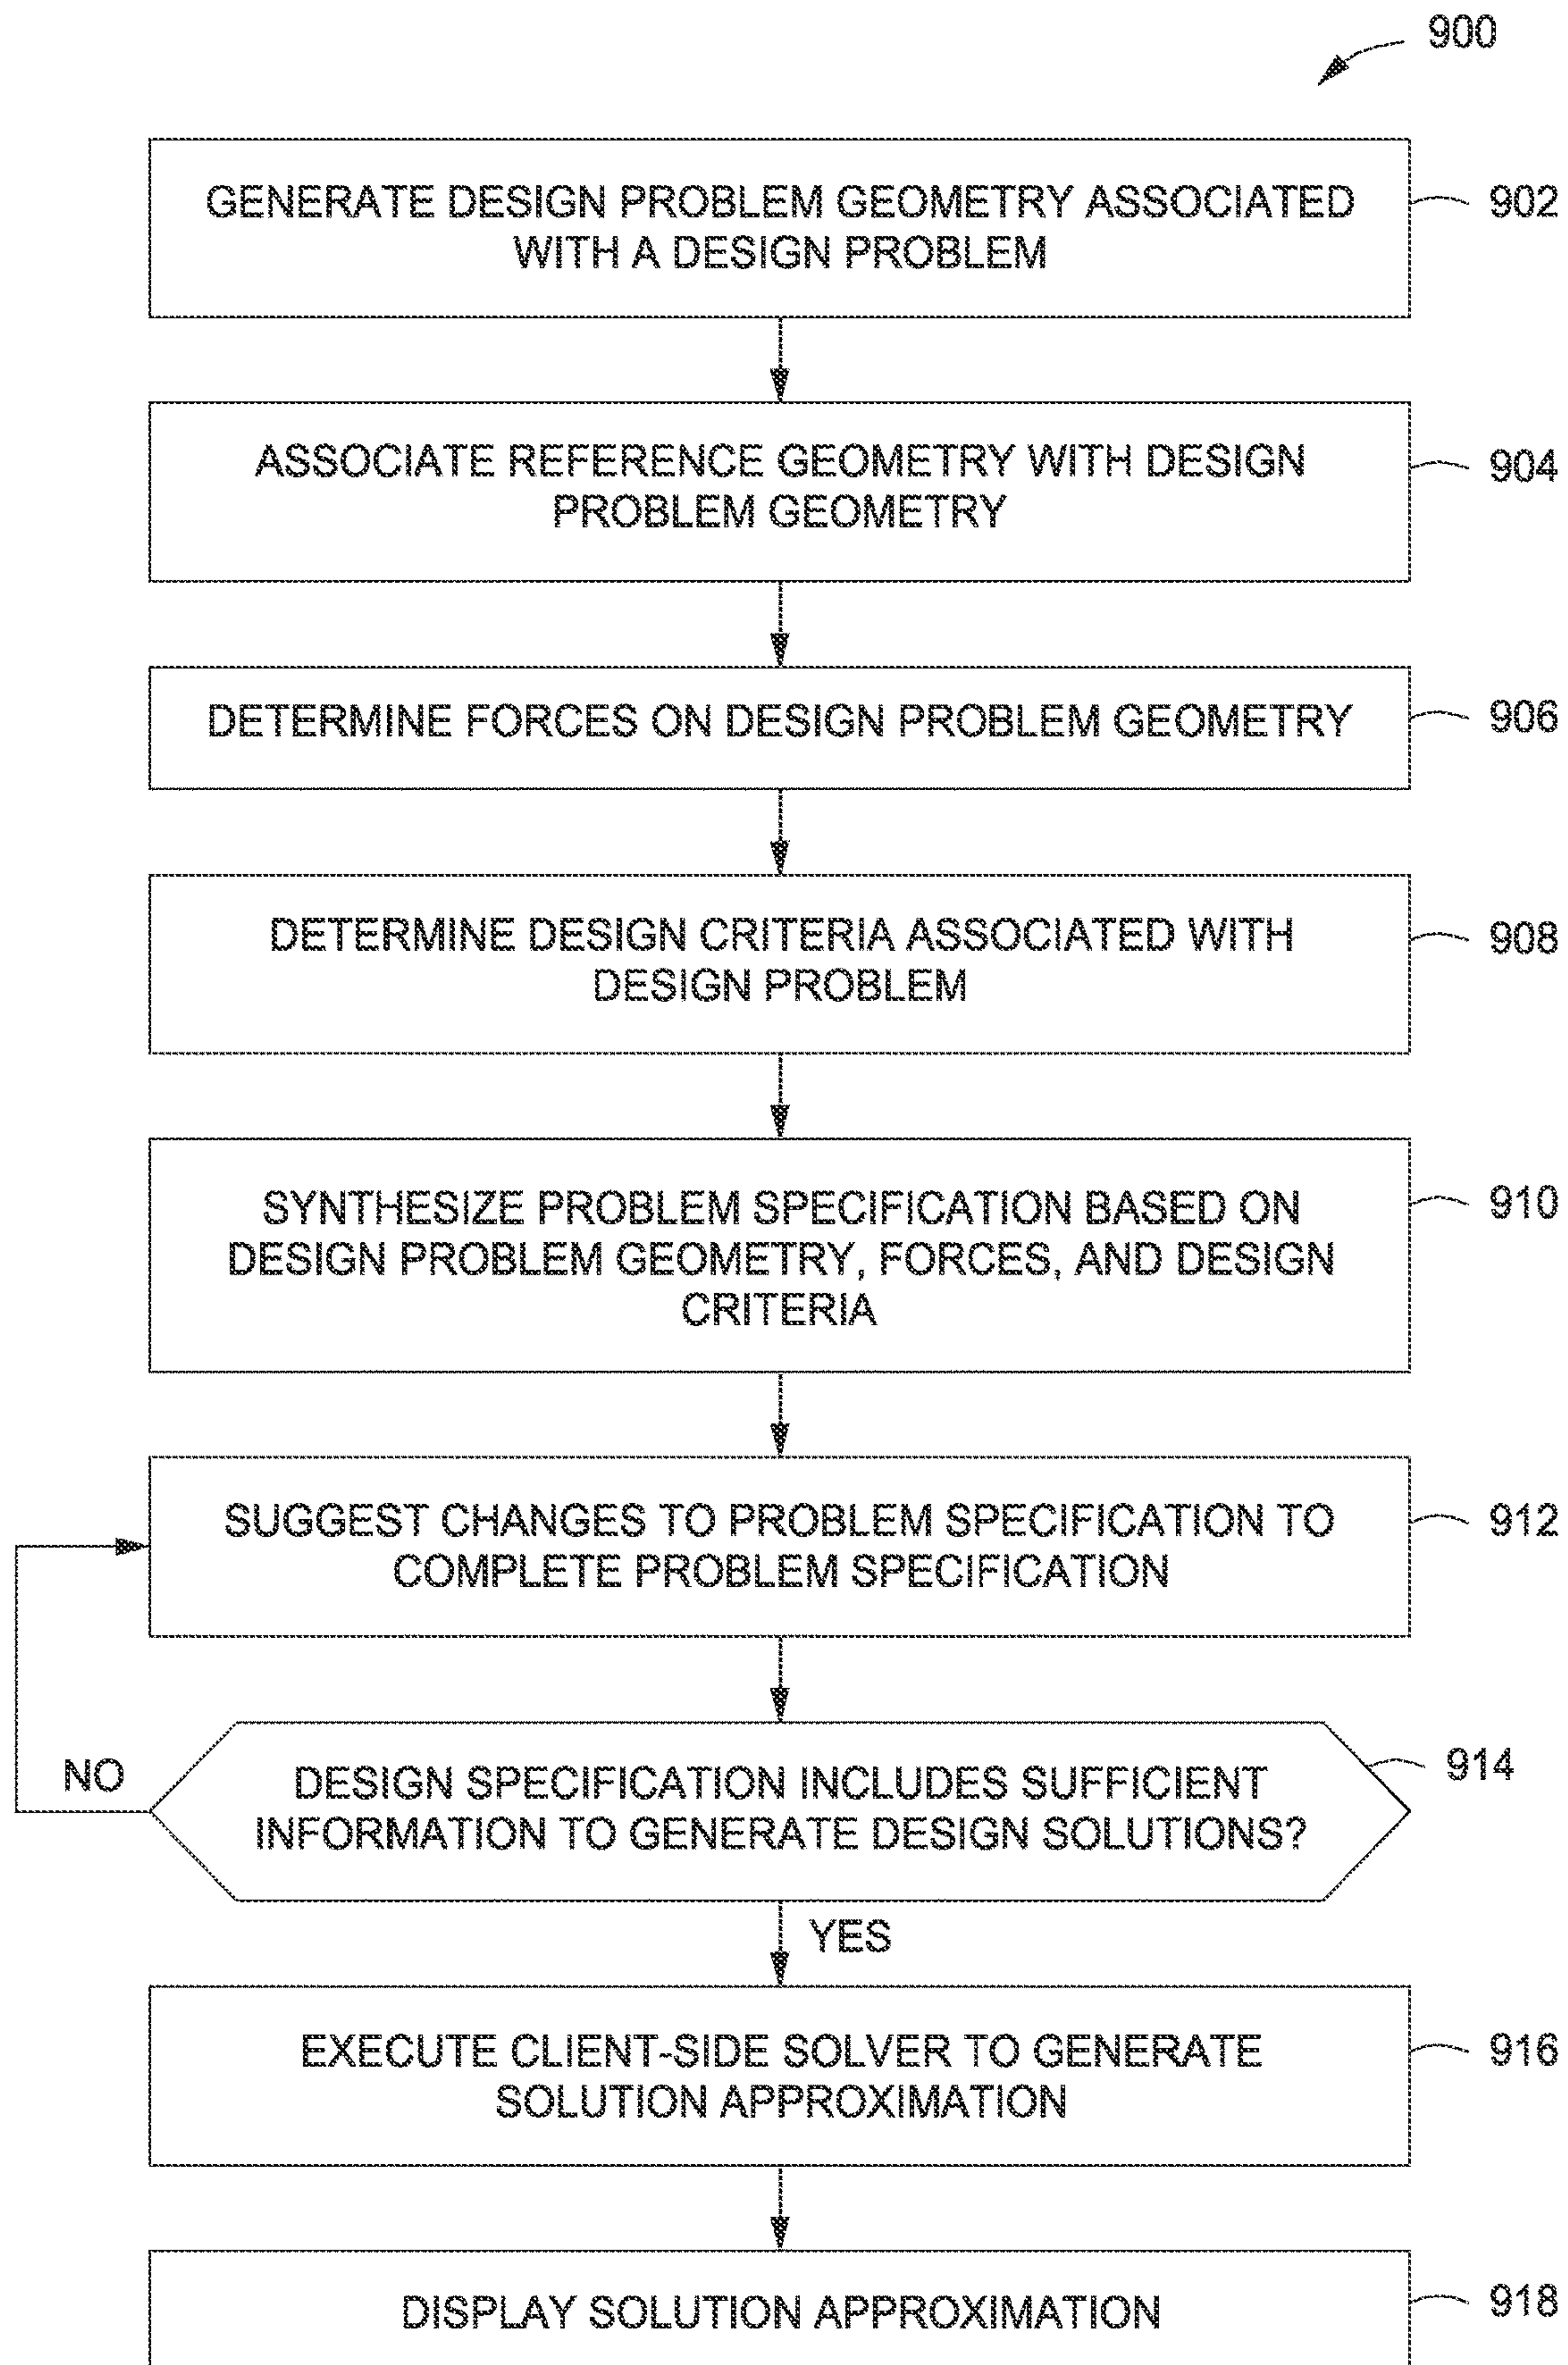 900
GENERATE DESIGN PROBLEM GEOMETRY ASSOCIATED
WITH A DESIGN PROBLEM
902
ASSOCIATE REFERENCE GEOMETRY WITH DESIGN
PROBLEM GEOMETRY
904
DETERMINE FORCES ON DESIGN PROBLEM GEOMETRY
906
DETERMINE DESIGN CRITERIA ASSOCIATED WITH
DESIGN PROBLEM
908
SYNTHESIZE PROBLEM SPECIFICATION BASED ON
DESIGN PROBLEM GEOMETRY, FORCES, AND DESIGN
CRITERIA
910
SUGGEST CHANGES TO PROBLEM SPECIFICATION TO
COMPLETE PROBLEM SPECIFICATION
912
NO
DESIGN SPECIFICATION INCLUDES SUFFICIENT
INFORMATION TO GENERATE DESIGN SOLUTIONS?
914
YES
EXECUTE CLIENT-SIDE SOLVER TO GENERATE
SOLUTION APPROXIMATION
916
DISPLAY SOLUTION APPROXIMATION
918